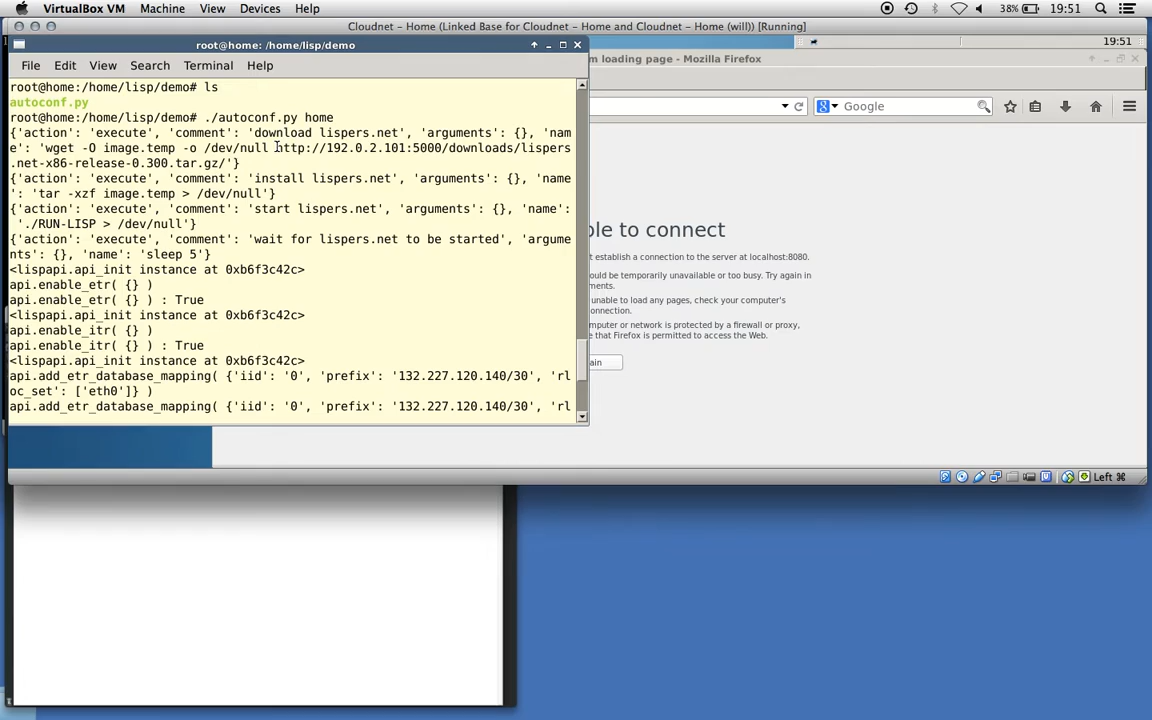 VirtualBox VM Machine View Devices Help 38% 19:51
Cloudnet – Home (Linked Base for Cloudnet – Home and Cloudnet – Home (will)) [Running]
root@home: /home/lisp/demo
19:51
m loading page - Mozilla Firefox
File Edit View Search Terminal Help
Google
root@home:/home/lisp/demo# ls
autoconf.py
root@home:/home/lisp/demo# ./autoconf.py home
{'action': 'execute', 'comment': 'download lispers.net', 'arguments': {}, 'nam
e': 'wget -O image.temp -o /dev/null http://192.0.2.101:5000/downloads/lispers
.net-x86-release-0.300.tar.gz/'}
{'action': 'execute', 'comment': 'install lispers.net', 'arguments': {}, 'name
': 'tar -xzf image.temp > /dev/null'}
{'action': 'execute', 'comment': 'start lispers.net', 'arguments': {}, 'name':
'./RUN-LISP > /dev/null'}
{'action': 'execute', 'comment': 'wait for lispers.net to be started', 'argume
nts': {}, 'name': 'sleep 5'}
<lispapi.api_init instance at 0xb6f3c42c>
api.enable_etr( {} )
api.enable_etr( {} ) : True
<lispapi.api_init instance at 0xb6f3c42c>
api.enable_itr( {} )
api.enable_itr( {} ) : True
<lispapi.api_init instance at 0xb6f3c42c>
api.add_etr_database_mapping( {'iid': '0', 'prefix': '132.227.120.140/30', 'rl
oc_set': ['eth0']} )
api.add_etr_database_mapping( {'iid': '0', 'prefix': '132.227.120.140/30', 'rl
ble to connect
establish a connection to the server at localhost:8080.
ould be temporarily unavailable or too busy. Try again in
ments.
unable to load any pages, check your computer's
onnection.
mputer or network is protected by a firewall or proxy,
e that Firefox is permitted to access the Web.
ain
Left ⌘